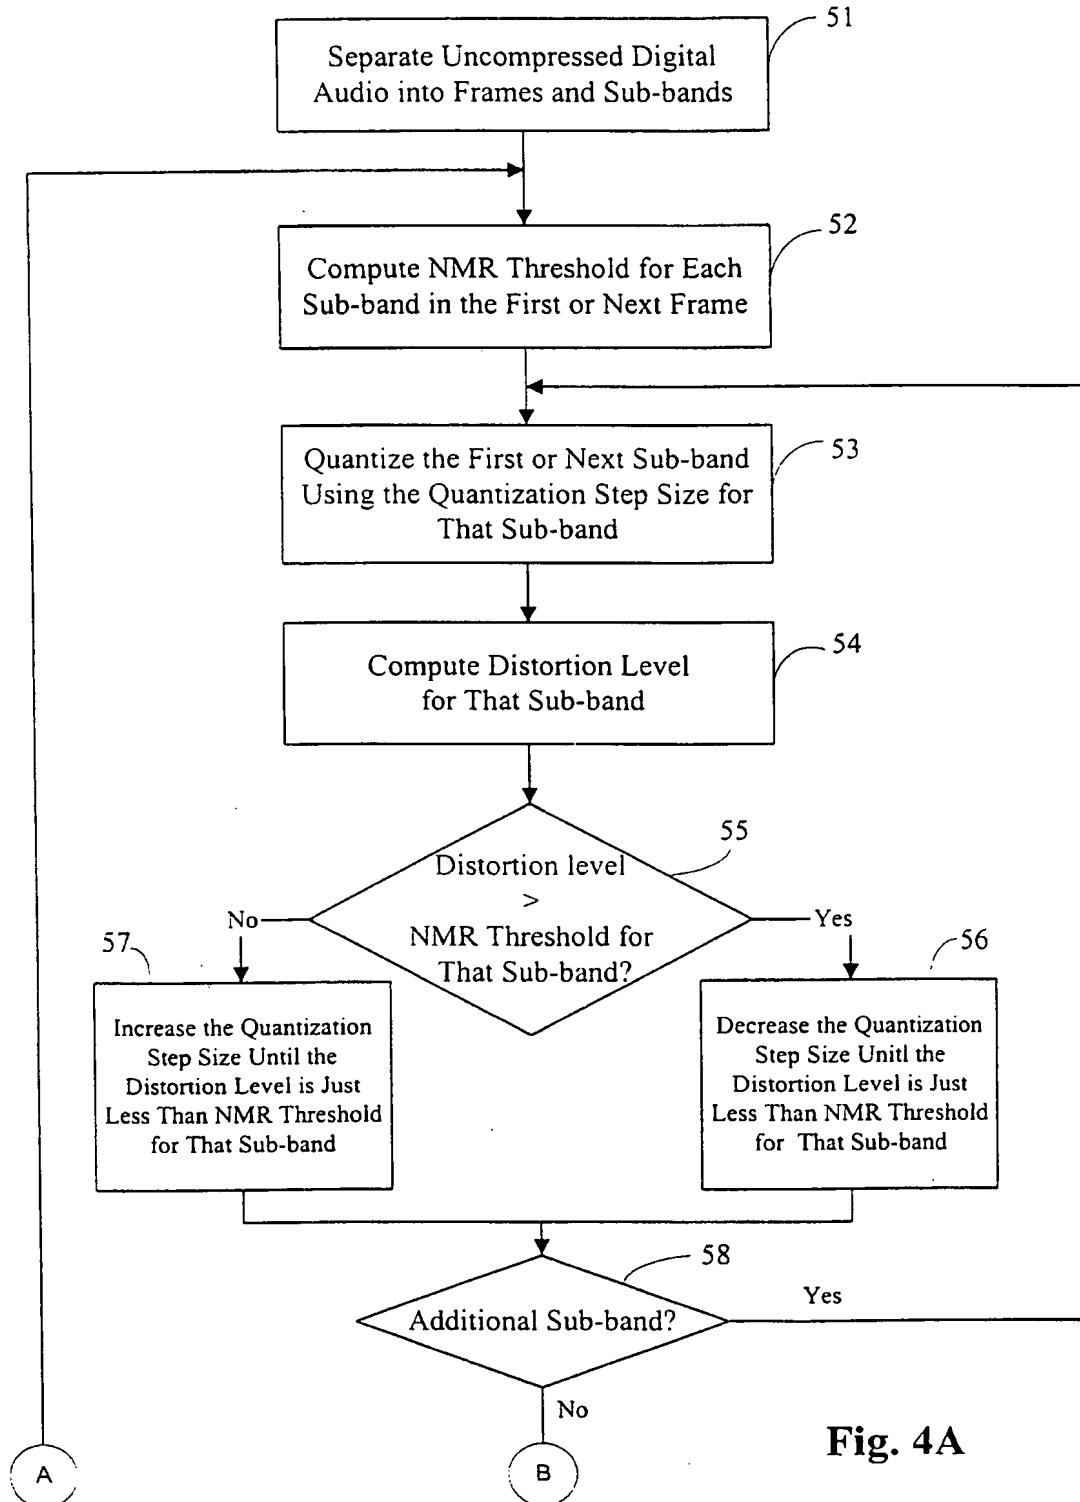 51
Separate Uncompressed Digital
Audio into Frames and Sub-bands
52
Compute NMR Threshold for Each
Sub-band in the First or Next Frame
53
Quantize the First or Next Sub-band
Using the Quantization Step Size for
That Sub-band
54
Compute Distortion Level
for That Sub-band
55
Distortion level
>
NMR Threshold for
That Sub-band?
No
Yes
57
Increase the Quantization
Step Size Until the
Distortion Level is Just
Less Than NMR Threshold
for That Sub-band
56
Decrease the Quantization
Step Size Unitl the
Distortion Level is Just
Less Than NMR Threshold
for That Sub-band
58
Additional Sub-band?
Yes
No
Fig. 4A
A
B